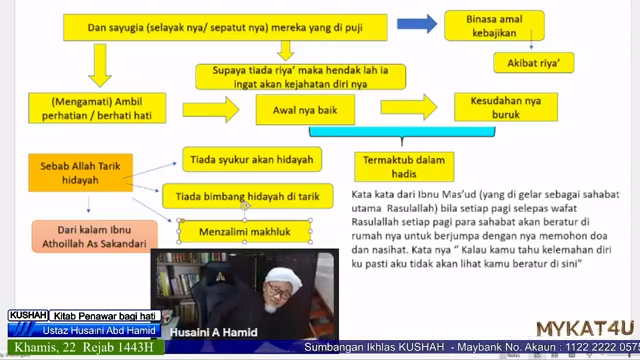 Dan sayugia (selayak nya/ sepatut nya) mereka yang di puji
Binasa amal
kebajikan
Akibat riya’
Supaya tiada riya’ maka hendak lah ia
ingat akan kejahatan diri nya
(Mengamati) Ambil
perhatian / berhati hati
Awal nya baik
Kesudahan nya
buruk
Termaktub dalam
hadis
Sebab Allah Tarik
hidayah
Tiada syukur akan hidayah
Tiada bimbang hidayah di tarik
Menzalimi makhluk
Dari kalam Ibnu
Athoillah As Sakandari
Kata kata dari Ibnu Mas’ud (yang di gelar sebagai sahabat
utama Rasulallah) bila setiap pagi selepas wafat
Rasulallah setiap pagi para sahabat akan beratur di
rumah nya untuk berjumpa dengan nya memohon doa
dan nasihat. Kata nya “ Kalau kamu tahu kelemahan diri
ku pasti aku tidak akan lihat kamu beratur di sini”
Husaini A Hamid
KUSHAH Kitab Penawar bagi hati
Ustaz Husaini Abd Hamid
MYKAT4U
Khamis, 22 Rejab 1443H
Sumbangan Ikhlas KUSHAH - Maybank No. Akaun : 1122 2222 057